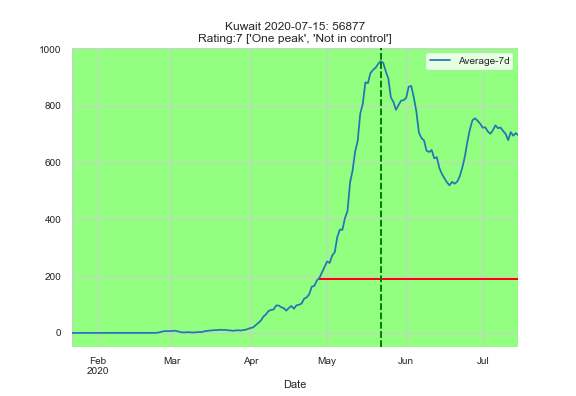 Kuwait 2020-07-15: 56877
Rating:7 ['One peak', 'Not in control']
Average-7d
1000
800
600
400
200
0
Feb Mar Apr May Jun Jul
2020
Date